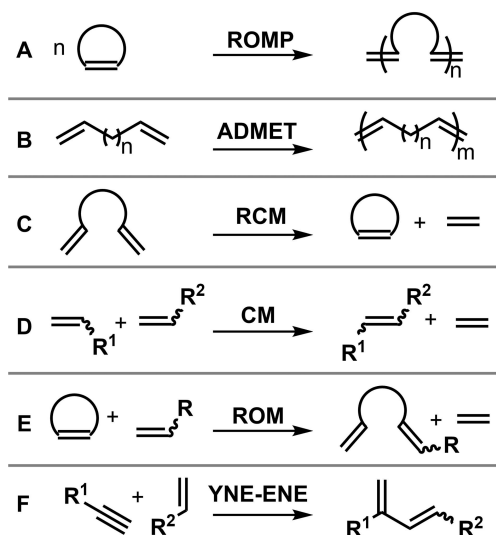 A n ROMP n
B n ADMET n m
C RCM +
D R¹ + R² CM R¹ R² +
E + R ROM R +
F R¹ + R² YNE-ENE R¹ R²